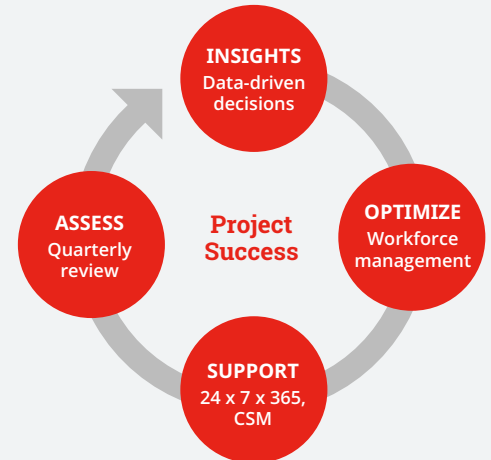 INSIGHTS
Data-driven
decisions
OPTIMIZE
Workforce
management
Project
Success
ASSESS
Quarterly
review
SUPPORT
24 x 7 x 365,
CSM